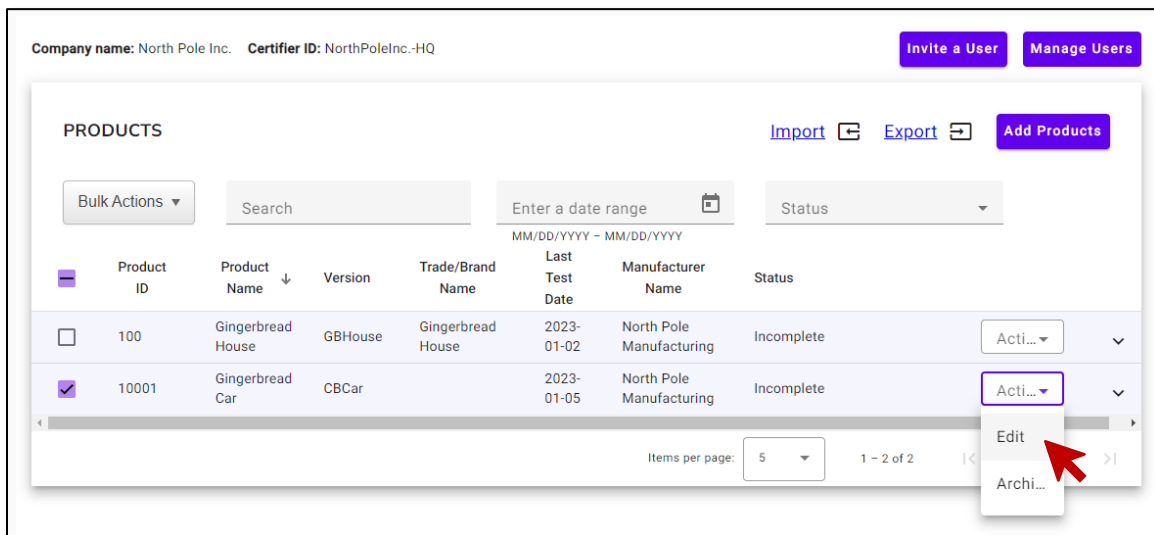 Company name: North Pole Inc. Certifier ID: NorthPoleInc.-HQ
Invite a User
Manage Users
PRODUCTS
Import
Export
Add Products
Bulk Actions
Search
Enter a date range
Status
MM/DD/YYYY – MM/DD/YYYY
Product
ID
Product
Name
Version
Trade/Brand
Name
Last
Test
Date
Manufacturer
Name
Status
100
Gingerbread
House
GBHouse
Gingerbread
House
2023-
01-02
North Pole
Manufacturing
Incomplete
Acti...
10001
Gingerbread
Car
CBCar
2023-
01-05
North Pole
Manufacturing
Incomplete
Acti...
Edit
Archi...
Items per page:
5
1 – 2 of 2